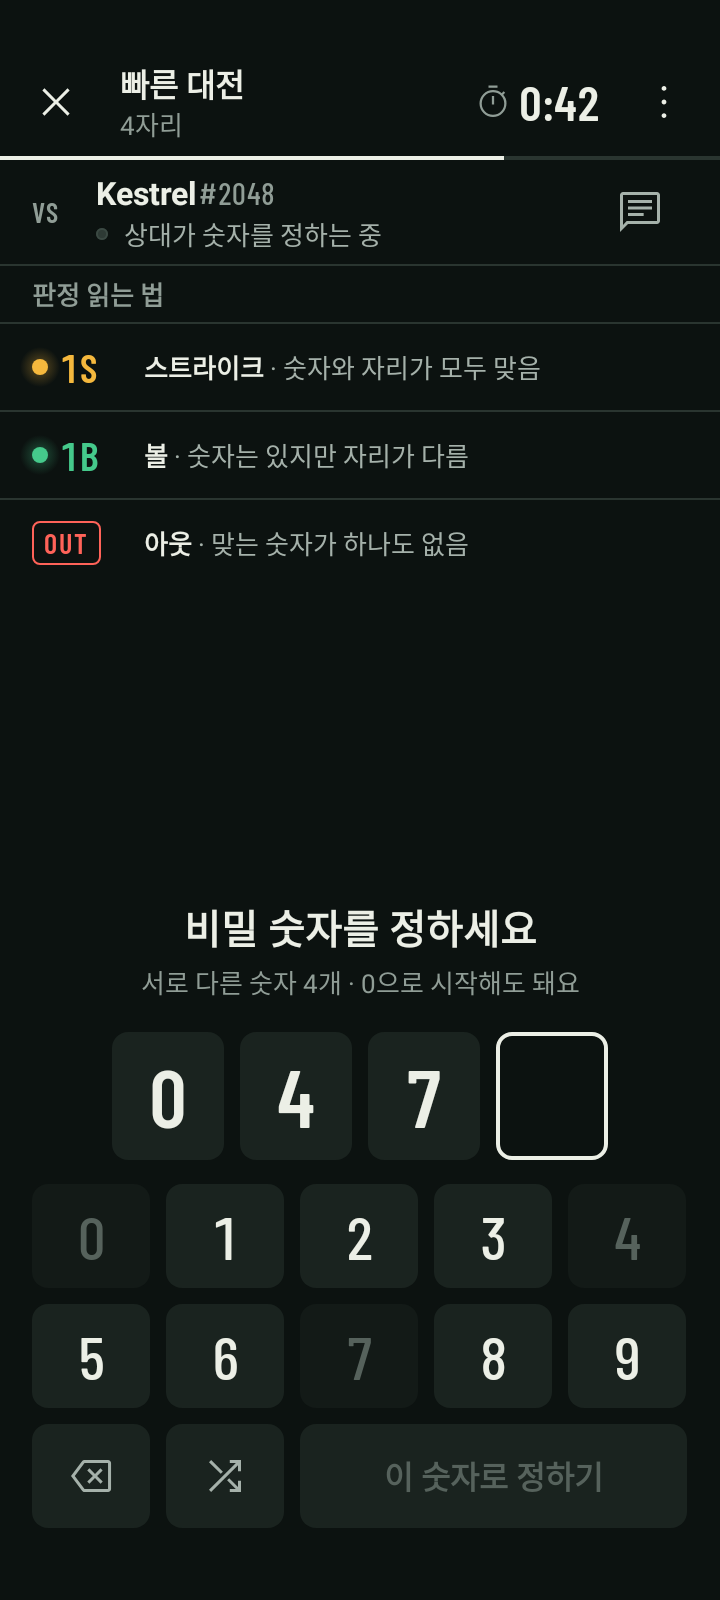 빠른 대전
4자리
0:42
VS
Kestrel#2048
상대가 숫자를 정하는 중
판정 읽는 법
1S 스트라이크 · 숫자와 자리가 모두 맞음
1B 볼 · 숫자는 있지만 자리가 다름
OUT 아웃 · 맞는 숫자가 하나도 없음
비밀 숫자를 정하세요
서로 다른 숫자 4개 · 0으로 시작해도 돼요
0 4 7
0 1 2 3 4
5 6 7 8 9
이 숫자로 정하기